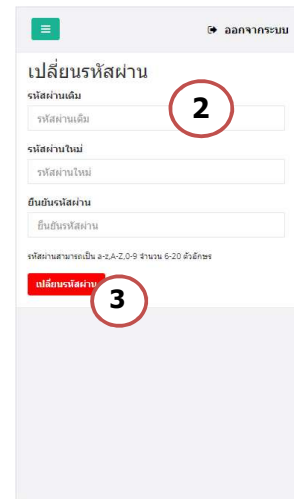 ออกจากระบบ
เปลี่ยนรหัสผ่าน
รหัสผ่านเดิม
รหัสผ่านเดิม
2
รหัสผ่านใหม่
รหัสผ่านใหม่
ยืนยันรหัสผ่าน
ยืนยันรหัสผ่าน
รหัสผ่านสามารถเป็น a-z,A-Z,0-9 จำนวน 6-20 ตัวอักษร
เปลี่ยนรหัสผ่าน
3